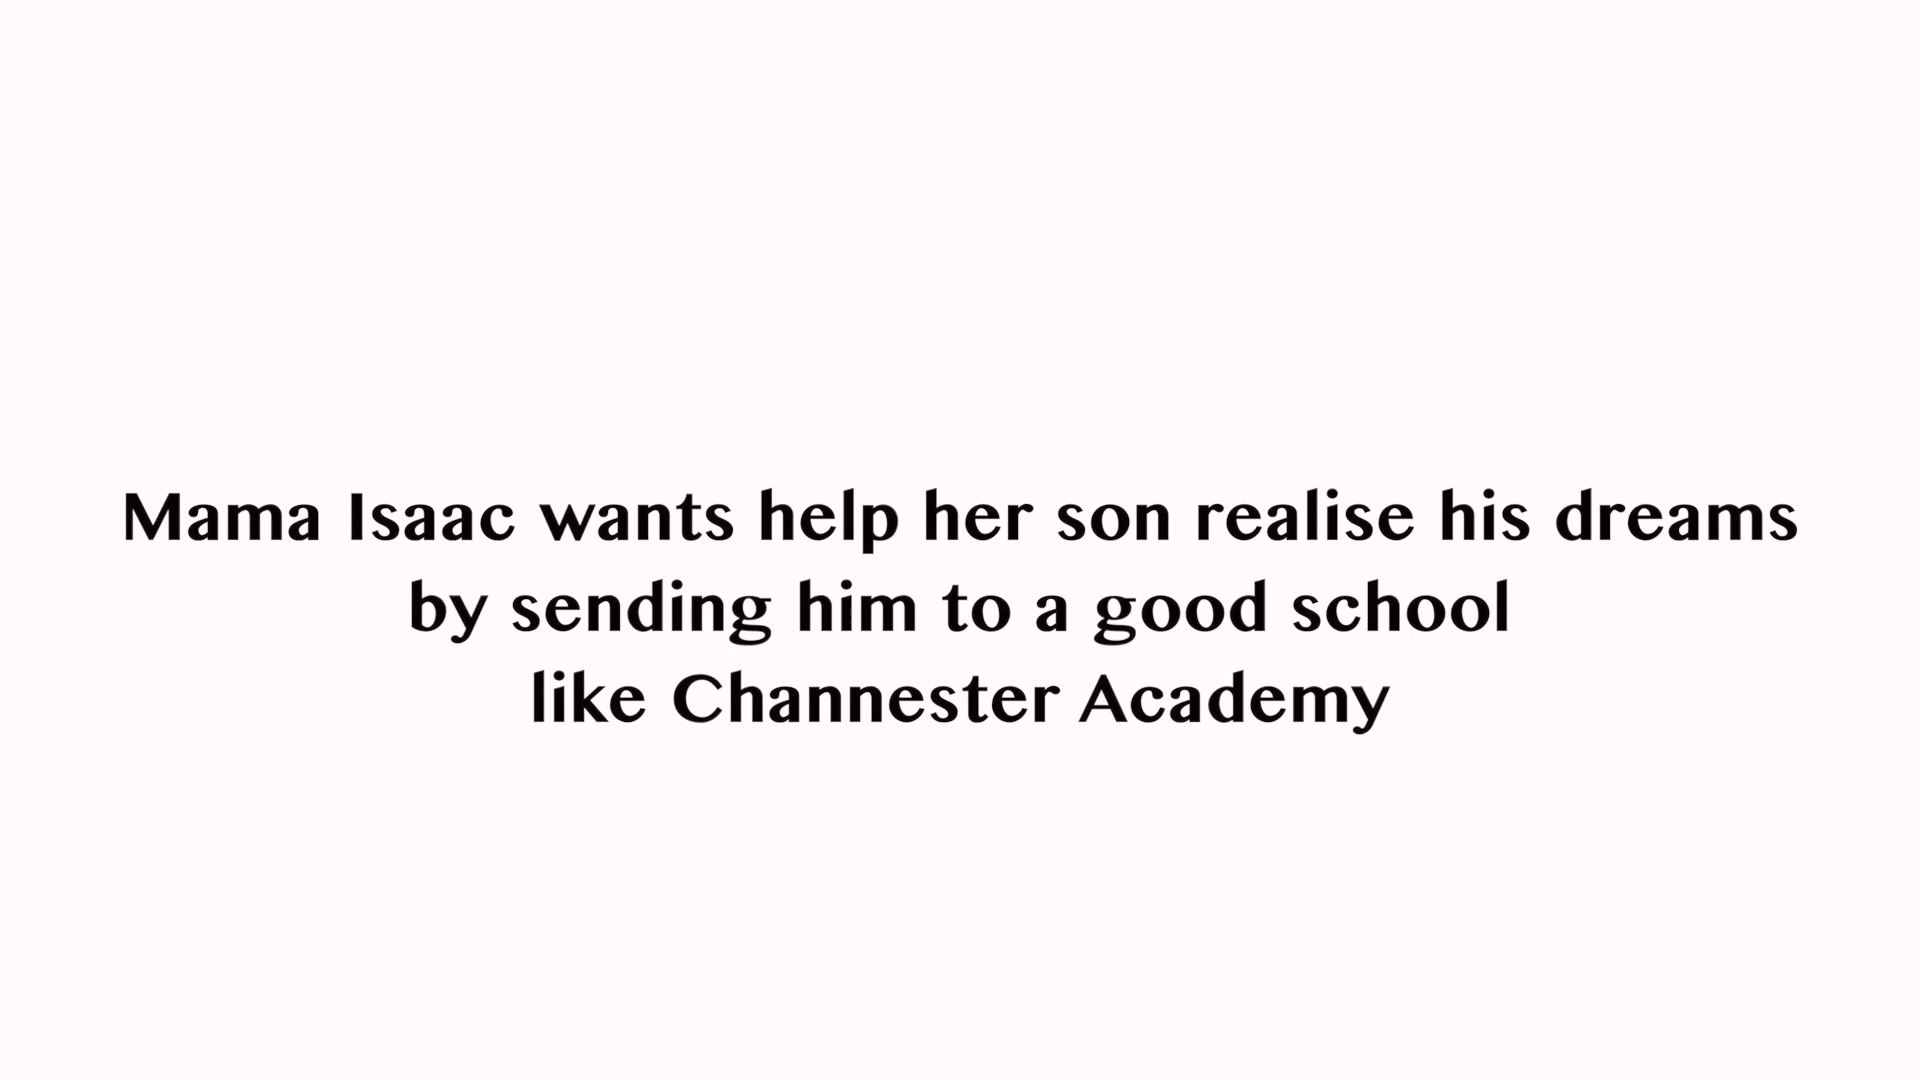 Mama Isaac wants help her son realise his dreams
by sending him to a good school
like Channester Academy